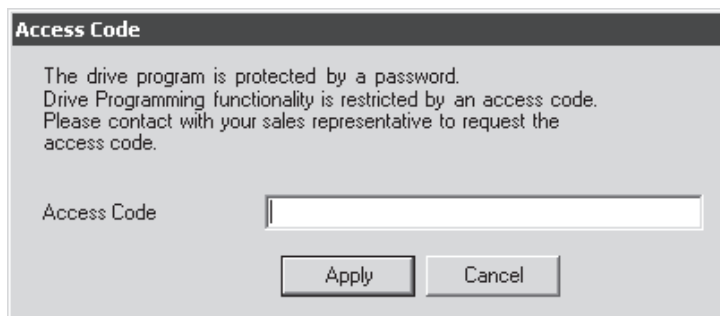 Access Code
The drive program is protected by a password.
Drive Programming functionality is restricted by an access code.
Please contact with your sales representative to request the
access code.
Access Code
Apply Cancel